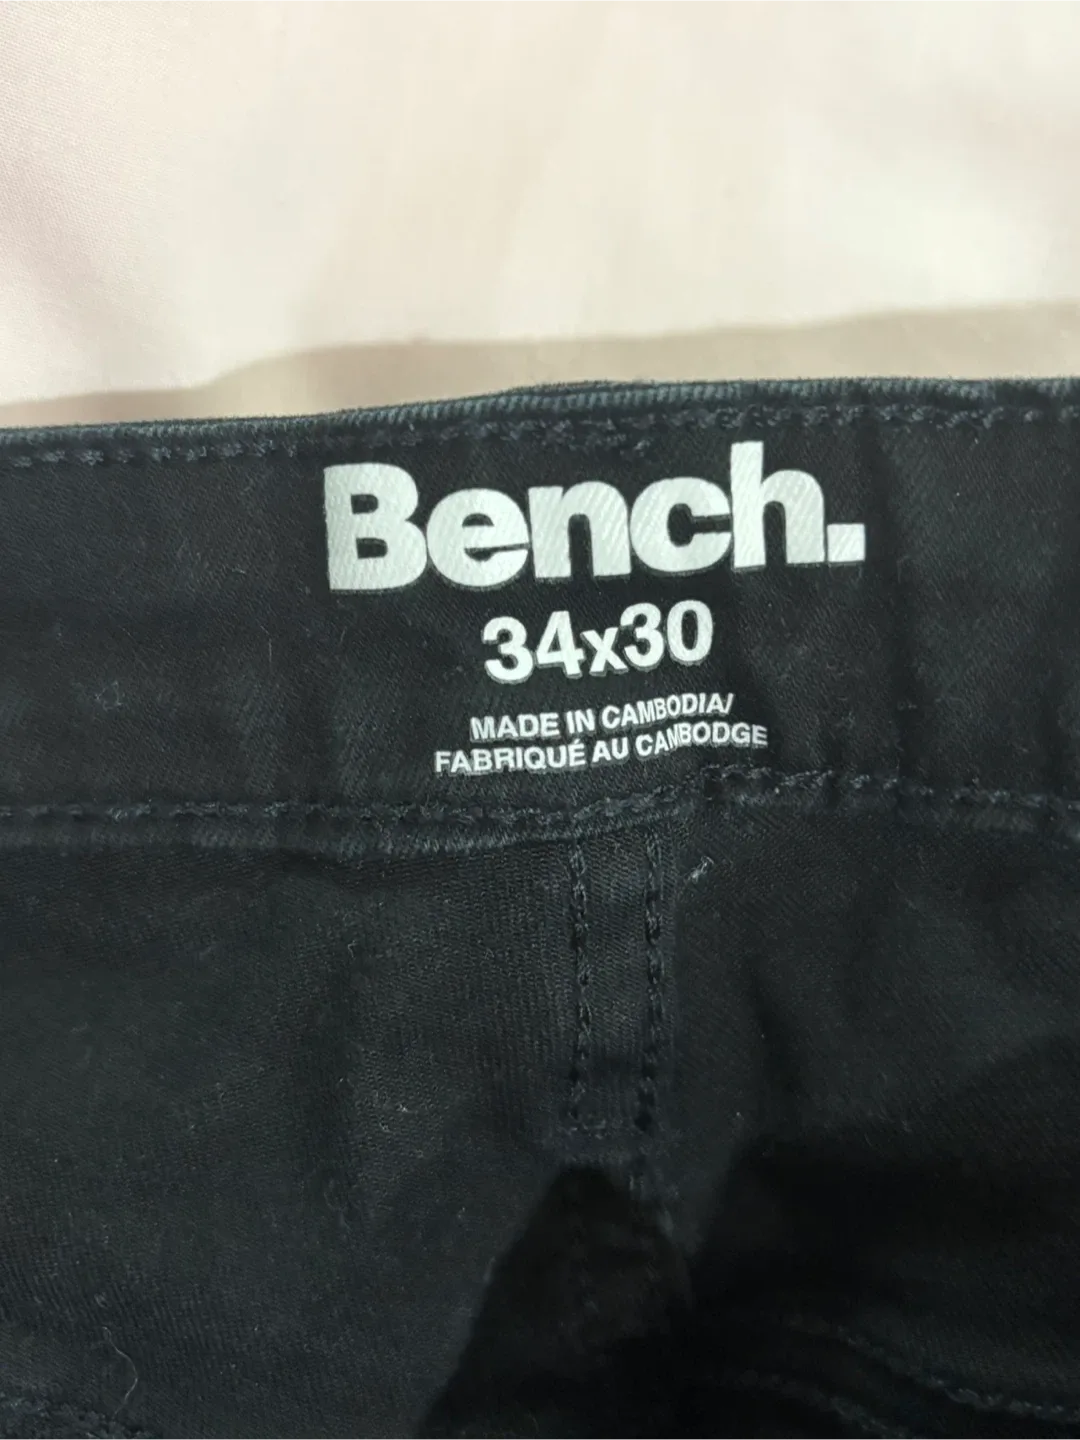 Bench.
34x30
MADE IN CAMBODIA/
FABRIQUÉ AU CAMBODGE